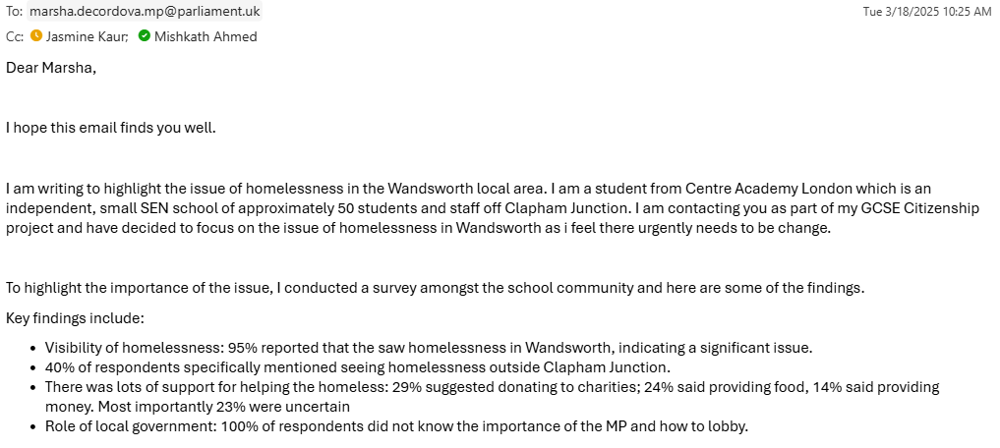 To: marsha.decordova.mp@parliament.uk
Tue 3/18/2025 10:25 AM
Cc: Jasmine Kaur; Mishkath Ahmed
Dear Marsha,
I hope this email finds you well.
I am writing to highlight the issue of homelessness in the Wandsworth local area. I am a student from Centre Academy London which is an
independent, small SEN school of approximately 50 students and staff off Clapham Junction. I am contacting you as part of my GCSE Citizenship
project and have decided to focus on the issue of homelessness in Wandsworth as i feel there urgently needs to be change.
To highlight the importance of the issue, I conducted a survey amongst the school community and here are some of the findings.
Key findings include:
• Visibility of homelessness: 95% reported that the saw homelessness in Wandsworth, indicating a significant issue.
• 40% of respondents specifically mentioned seeing homelessness outside Clapham Junction.
• There was lots of support for helping the homeless: 29% suggested donating to charities; 24% said providing food, 14% said providing
money. Most importantly 23% were uncertain
• Role of local government: 100% of respondents did not know the importance of the MP and how to lobby.